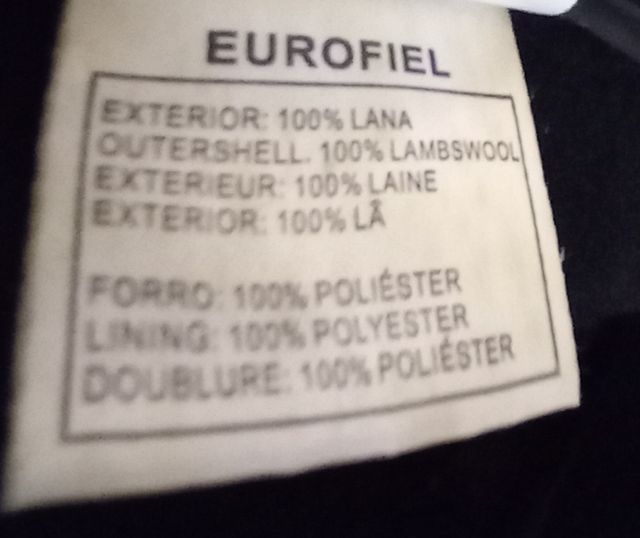 EUROFIEL
EXTERIOR: 100% LANA
OUTERSHELL. 100% LAMBSWOOL
EXTERIEUR: 100% LAINE
EXTERIOR: 100% LÂ
FORRO: 100% POLIÉSTER
LINING: 100% POLYESTER
DOUBLURE: 100% POLIÉSTER